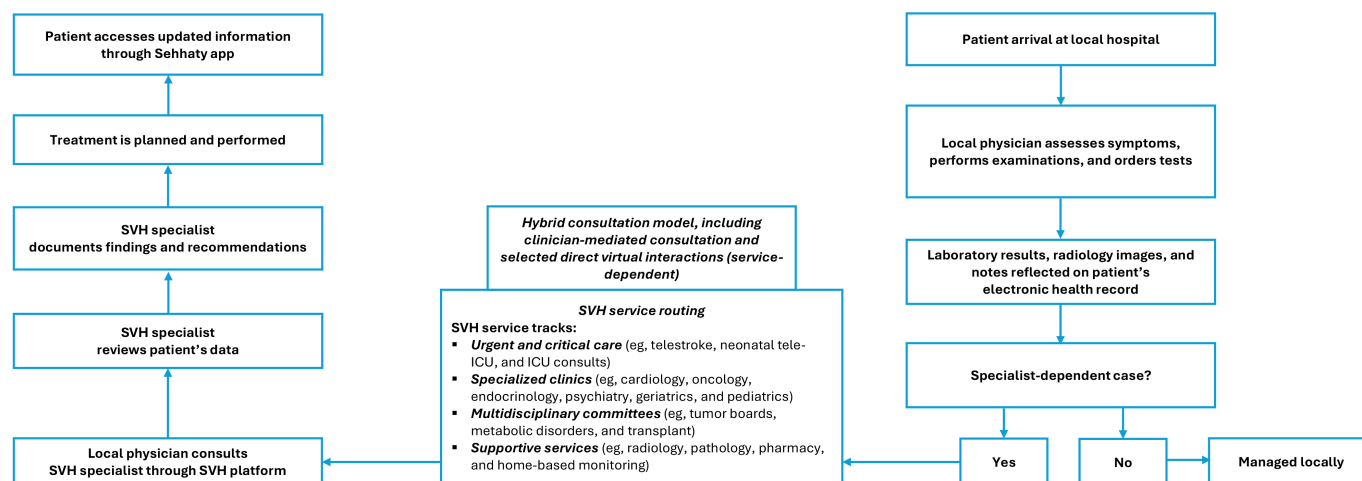 Patient arrival at local hospital
Local physician assesses symptoms,
performs examinations, and orders tests
Laboratory results, radiology images, and
notes reflected on patient’s
electronic health record
Specialist-dependent case?
Yes
No
Managed locally
Hybrid consultation model, including
clinician-mediated consultation and
selected direct virtual interactions (service-
dependent)
SVH service routing
SVH service tracks:
▪ Urgent and critical care (eg, telestroke, neonatal tele-
ICU, and ICU consults)
▪ Specialized clinics (eg, cardiology, oncology,
endocrinology, psychiatry, geriatrics, and pediatrics)
▪ Multidisciplinary committees (eg, tumor boards,
metabolic disorders, and transplant)
▪ Supportive services (eg, radiology, pathology, pharmacy,
and home-based monitoring)
Local physician consults
SVH specialist through SVH platform
SVH specialist
reviews patient’s data
SVH specialist
documents findings and recommendations
Treatment is planned and performed
Patient accesses updated information
through Sehhaty app